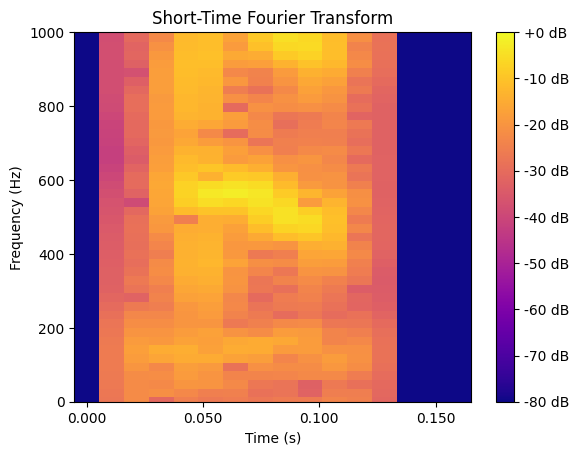 Short-Time Fourier Transform
1000
800
600
400
200
0
Frequency (Hz)
0.000
0.050
0.100
0.150
Time (s)
+0 dB
-10 dB
-20 dB
-30 dB
-40 dB
-50 dB
-60 dB
-70 dB
-80 dB